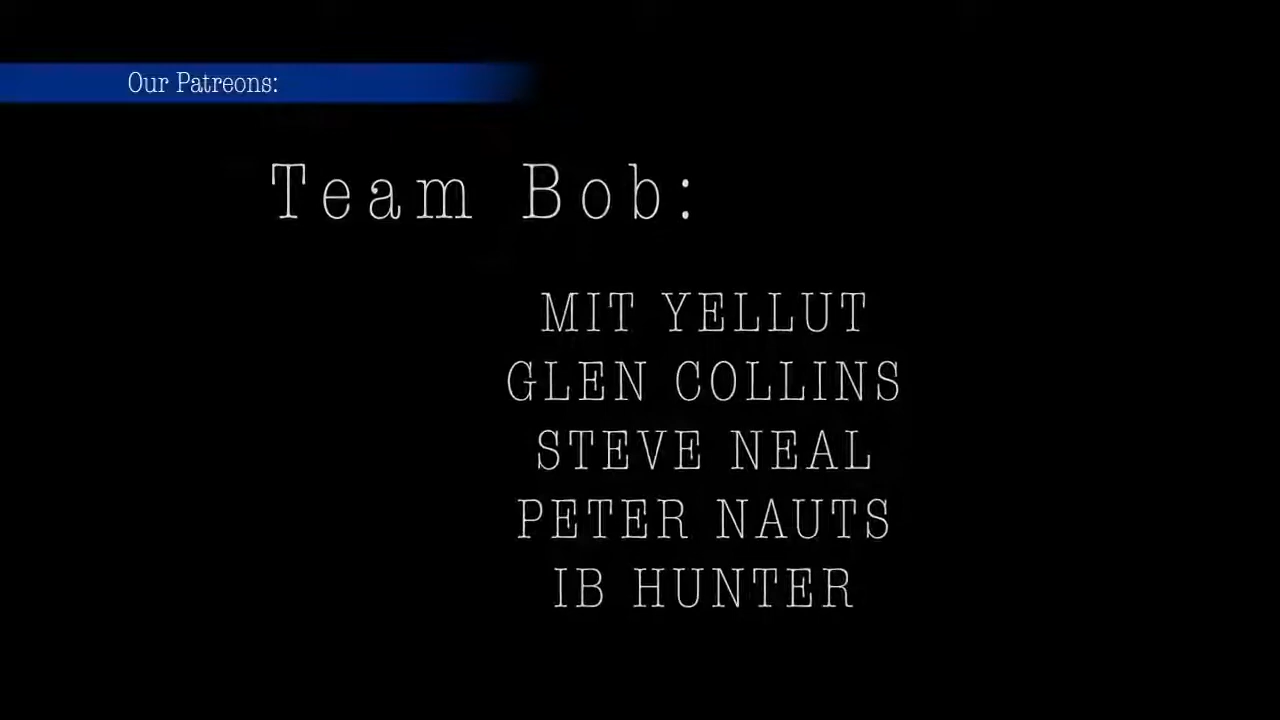 Our Patreons:
Team Bob:
MIT YELLUT
GLEN COLLINS
STEVE NEAL
PETER NAUTS
IB HUNTER